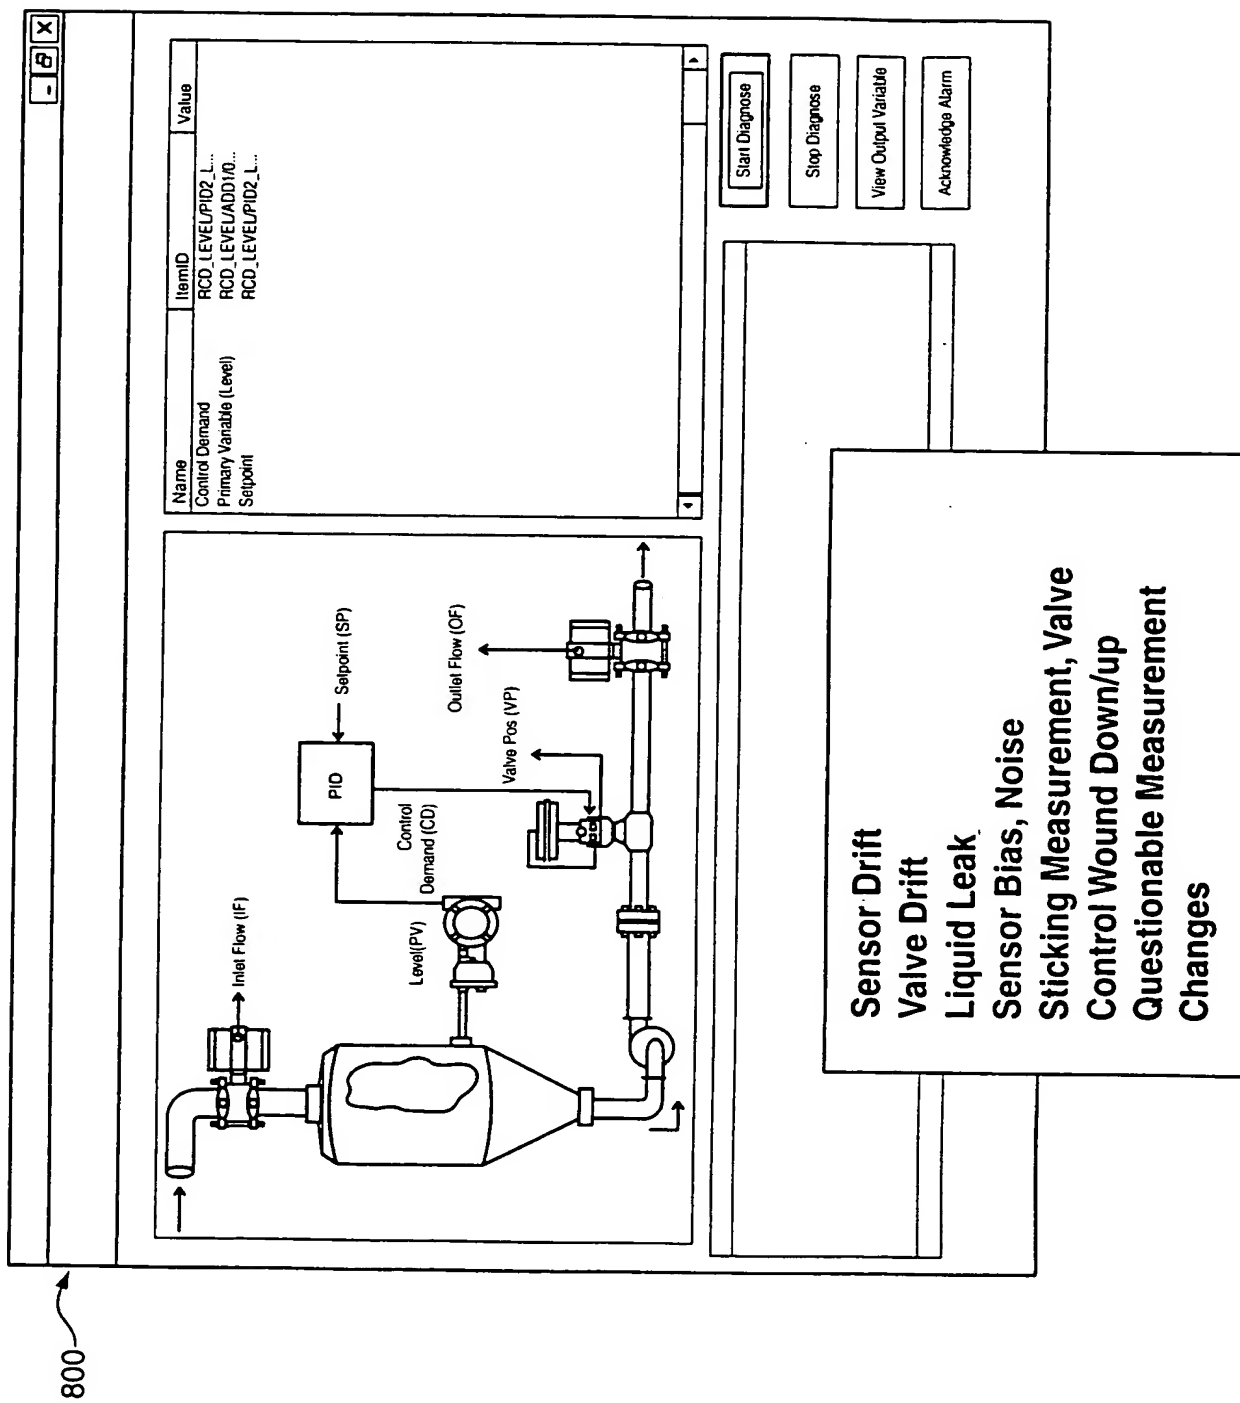 800
Name ItemID Value
Control Demand RCD_LEVEL/PID2_L...
Primary Variable (Level) RCD_LEVEL/ADD1/0...
Setpoint RCD_LEVEL/PID2_L...
Inlet Flow (IF)
Level(PV)
Control
Demand (CD)
PID
Setpoint (SP)
Valve Pos (VP)
Outlet Flow (OF)
Start Diagnose
Stop Diagnose
View Output Variable
Acknowledge Alarm
Sensor Drift
Valve Drift
Liquid Leak
Sensor Bias, Noise
Sticking Measurement, Valve
Control Wound Down/up
Questionable Measurement
Changes